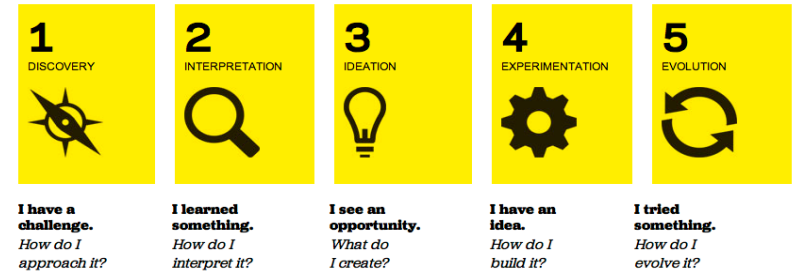 1
DISCOVERY
2
INTERPRETATION
3
IDEATION
4
EXPERIMENTATION
5
EVOLUTION
I have a
challenge.
How do I
approach it?
I learned
something.
How do I
interpret it?
I see an
opportunity.
What do
I create?
I have an
idea.
How do I
build it?
I tried
something.
How do I
evolve it?